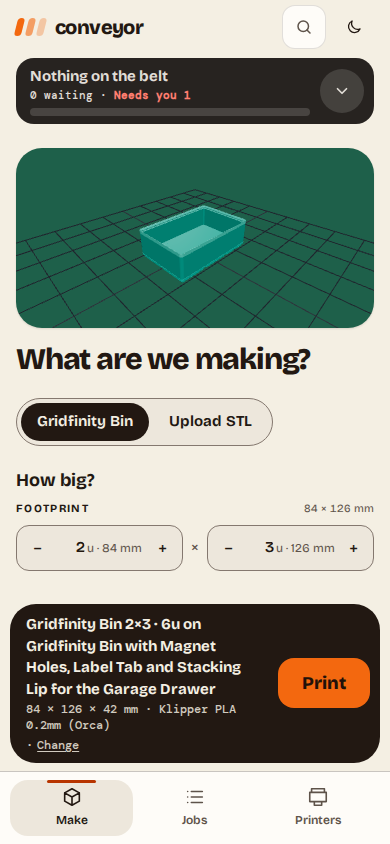 conveyor
Nothing on the belt
0 waiting · Needs you 1
What are we making?
Gridfinity Bin
Upload STL
How big?
FOOTPRINT
84 × 126 mm
− 2 u · 84 mm + × − 3 u · 126 mm +
Gridfinity Bin 2×3 · 6u on
Gridfinity Bin with Magnet
Holes, Label Tab and Stacking
Lip for the Garage Drawer
84 × 126 × 42 mm · Klipper PLA
0.2mm (Orca)
· Change
Print
Make
Jobs
Printers